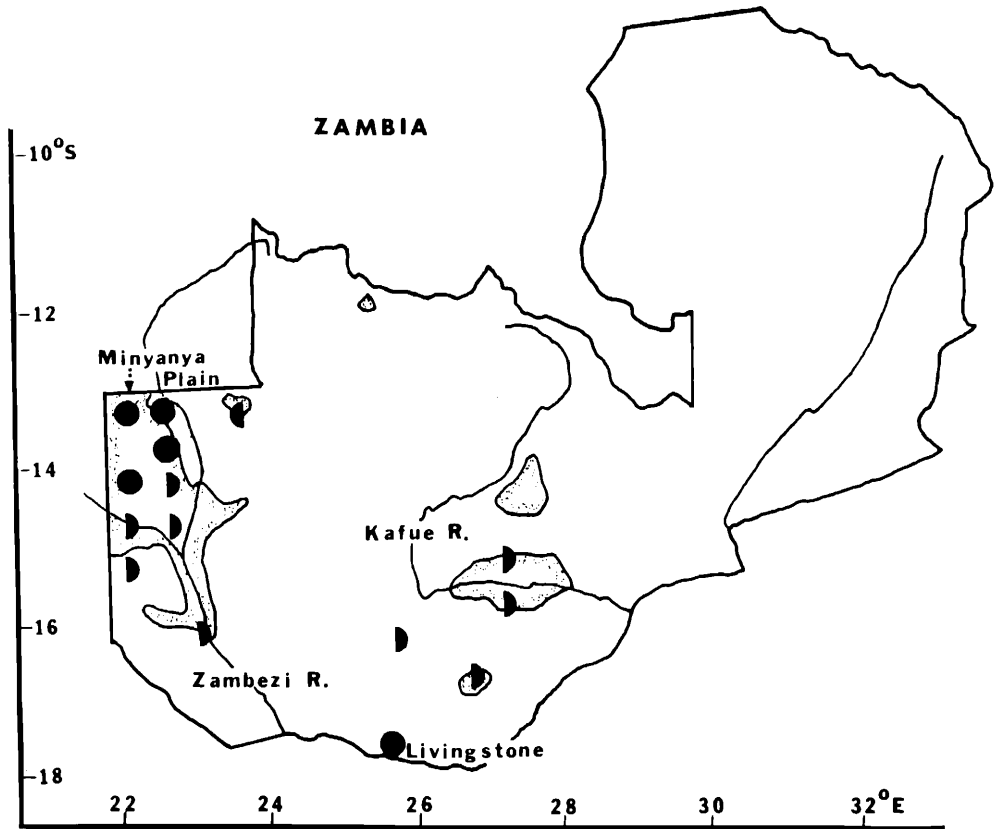 ZAMBIA
-10°S
-12
Minyanya
Plain
-14
Kafue R.
-16
Zambezi R.
Livingstone
-18
22 24 26 28 30 32°E